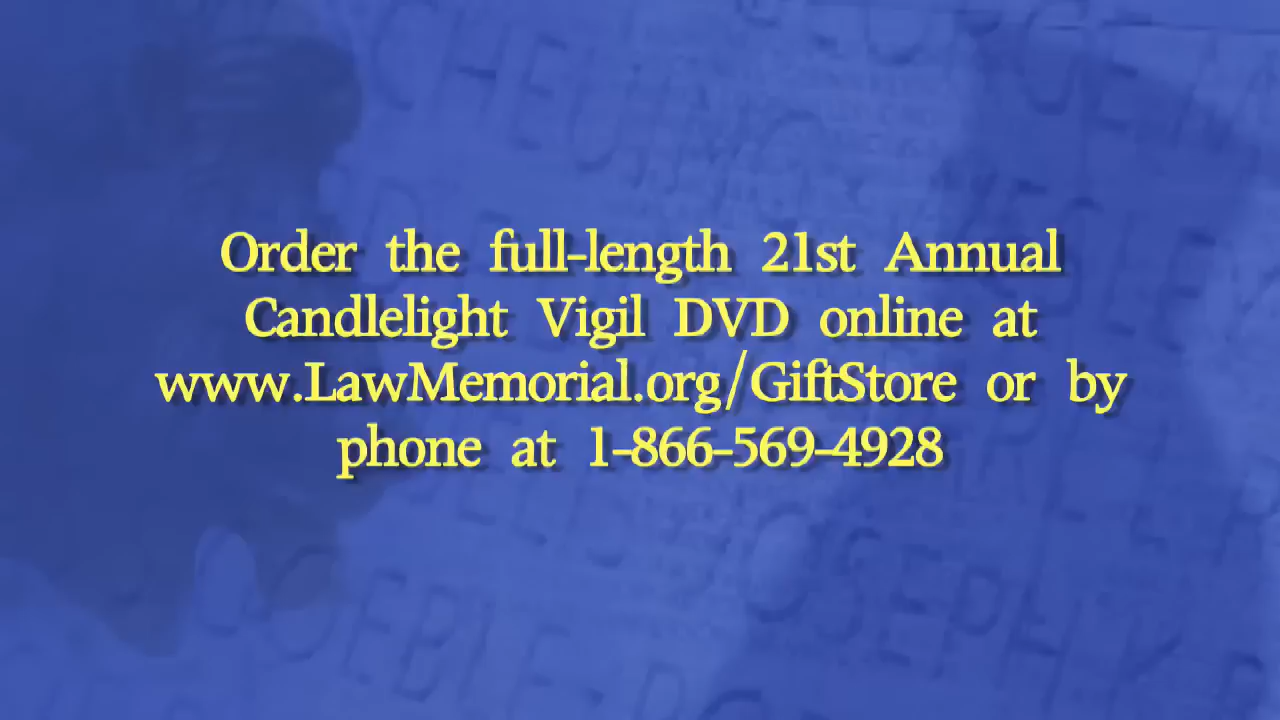 Order the full-length 21st Annual
Candlelight Vigil DVD online at
www.LawMemorial.org/GiftStore or by
phone at 1-866-569-4928